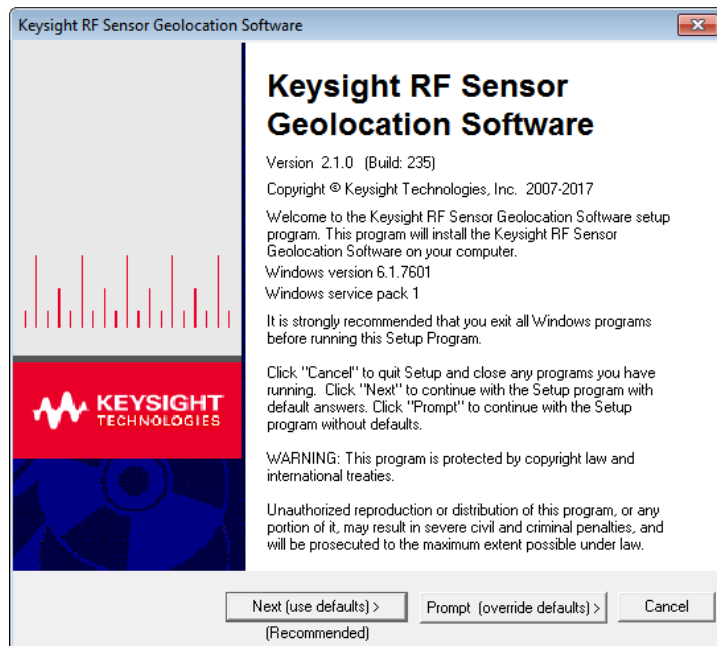 Keysight RF Sensor Geolocation Software
Keysight RF Sensor
Geolocation Software
Version 2.1.0 (Build: 235)
Copyright © Keysight Technologies, Inc. 2007-2017
Welcome to the Keysight RF Sensor Geolocation Software setup
program. This program will install the Keysight RF Sensor
Geolocation Software on your computer.
Windows version 6.1.7601
Windows service pack 1
It is strongly recommended that you exit all Windows programs
before running this Setup Program.
Click "Cancel" to quit Setup and close any programs you have
running. Click "Next" to continue with the Setup program with
default answers. Click "Prompt" to continue with the Setup
program without defaults.
WARNING: This program is protected by copyright law and
international treaties.
Unauthorized reproduction or distribution of this program, or any
portion of it, may result in severe civil and criminal penalties, and
will be prosecuted to the maximum extent possible under law.
KEYSIGHT
TECHNOLOGIES
Next (use defaults) >
Prompt (override defaults) >
Cancel
(Recommended)